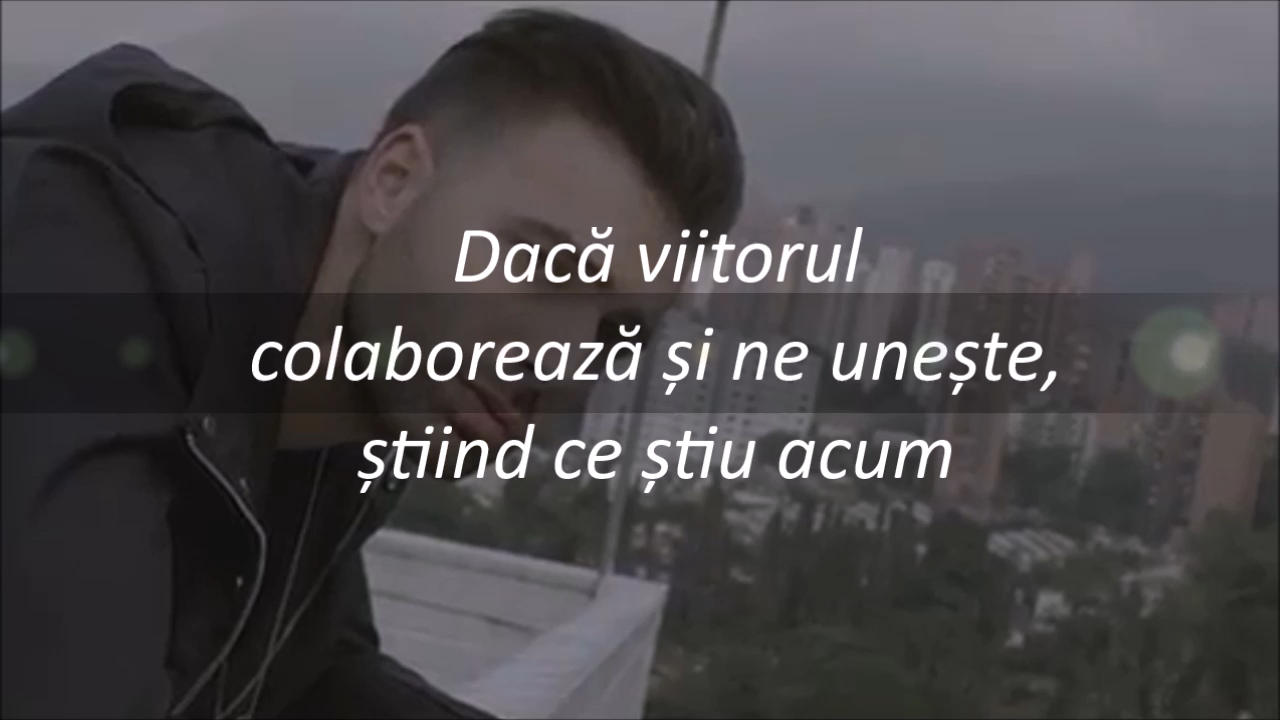 Dacă viitorul
colaborează și ne unește,
știind ce știu acum